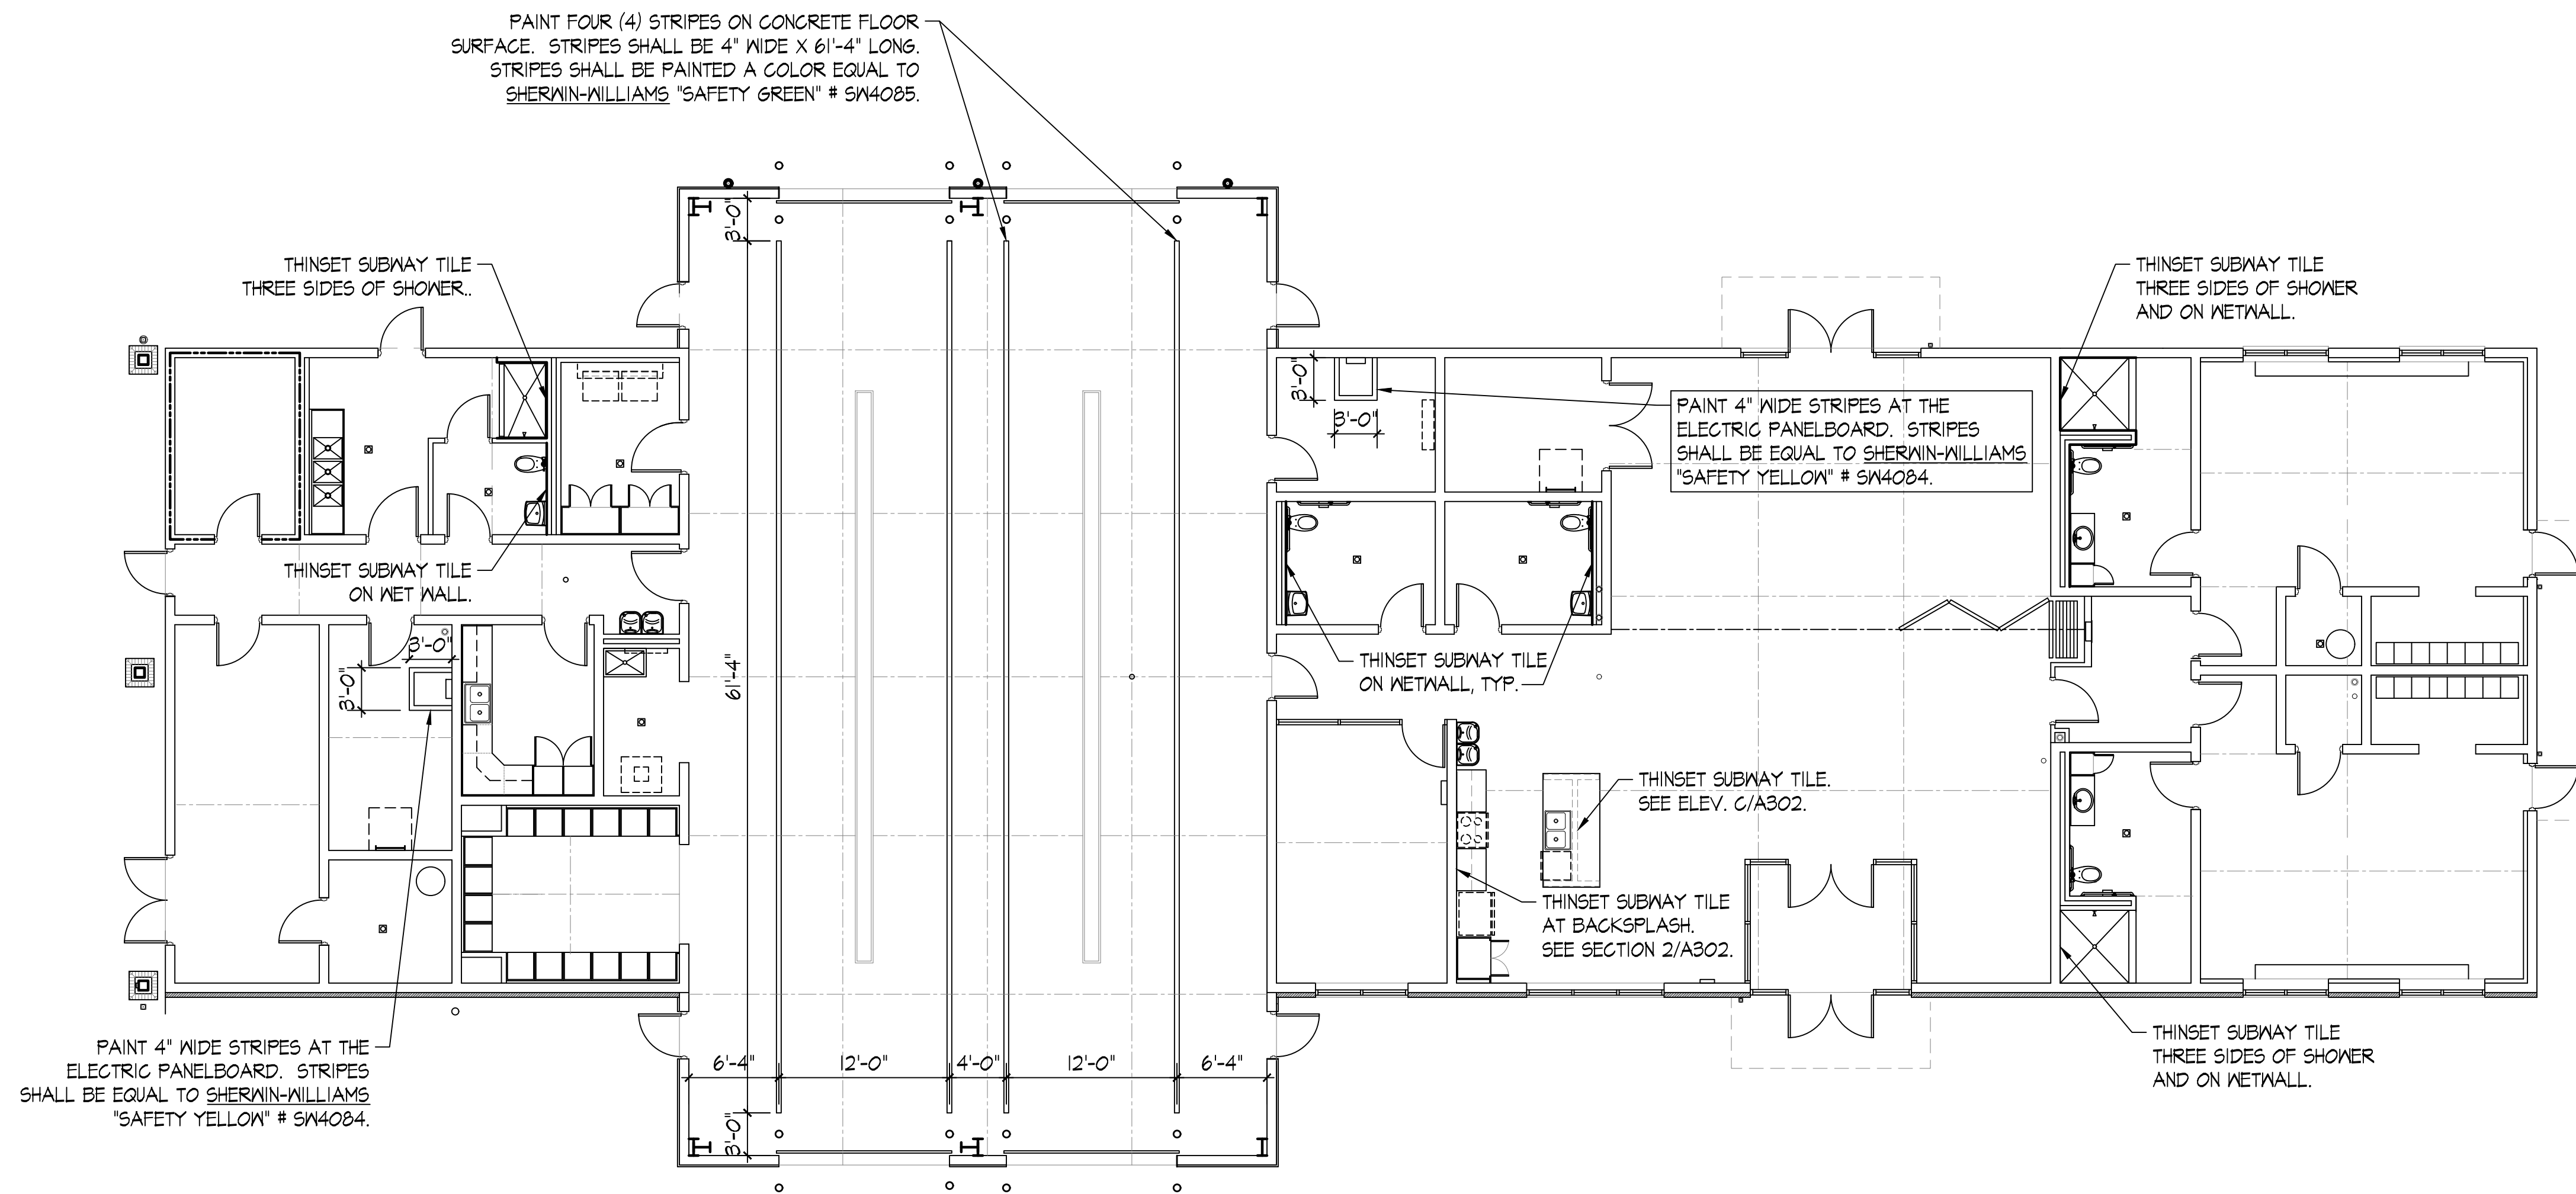 PAINT FOUR (4) STRIPES ON CONCRETE FLOOR
SURFACE. STRIPES SHALL BE 4" WIDE X 61'-4" LONG.
STRIPES SHALL BE PAINTED A COLOR EQUAL TO
SHERWIN-WILLIAMS "SAFETY GREEN" # SW4085.
3'-0"
THINSET SUBWAY TILE
THREE SIDES OF SHOWER..
THINSET SUBWAY TILE
THREE SIDES OF SHOWER
AND ON WETWALL.
3'-0"
3'-0"
PAINT 4" WIDE STRIPES AT THE
ELECTRIC PANELBOARD. STRIPES
SHALL BE EQUAL TO SHERWIN-WILLIAMS
"SAFETY YELLOW" # SW4084.
THINSET SUBWAY TILE
ON WET WALL.
3'-0"
3'-0"
61'-4"
THINSET SUBWAY TILE
ON WETWALL, TYP.
THINSET SUBWAY TILE.
SEE ELEV. C/A302.
THINSET SUBWAY TILE
AT BACKSPLASH.
SEE SECTION 2/A302.
PAINT 4" WIDE STRIPES AT THE
ELECTRIC PANELBOARD. STRIPES
SHALL BE EQUAL TO SHERWIN-WILLIAMS
"SAFETY YELLOW" # SW4084.
6'-4"
12'-0"
4'-0"
12'-0"
6'-4"
3'-0"
THINSET SUBWAY TILE
THREE SIDES OF SHOWER
AND ON WETWALL.